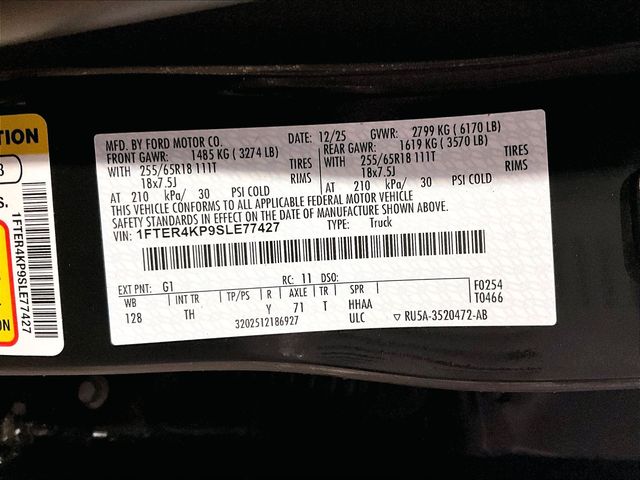 TION
3
S.
1FTER4KP9SLE77427
MFD. BY FORD MOTOR CO. DATE: 12/25 GVWR: 2799 KG ( 6170 LB)
FRONT GAWR: 1485 KG ( 3274 LB) REAR GAWR: 1619 KG ( 3570 LB)
WITH 255/65R18 111T TIRES WITH 255/65R18 111T TIRES
18x7.5J RIMS 18x7.5J RIMS
AT 210 kPa/ 30 PSI COLD AT 210 kPa/ 30 PSI COLD
THIS VEHICLE CONFORMS TO ALL APPLICABLE FEDERAL MOTOR VEHICLE
SAFETY STANDARDS IN EFFECT ON THE DATE OF MANUFACTURE SHOWN ABOVE.
VIN: 1FTER4KP9SLE77427 TYPE: Truck
EXT PNT: G1 RC: 11 DSO: F0254
WB INT TR TP/PS R AXLE TR SPR T0466
128 TH Y 71 T HHAA
3202512186927 ULC ▽ RU5A-3520472-AB